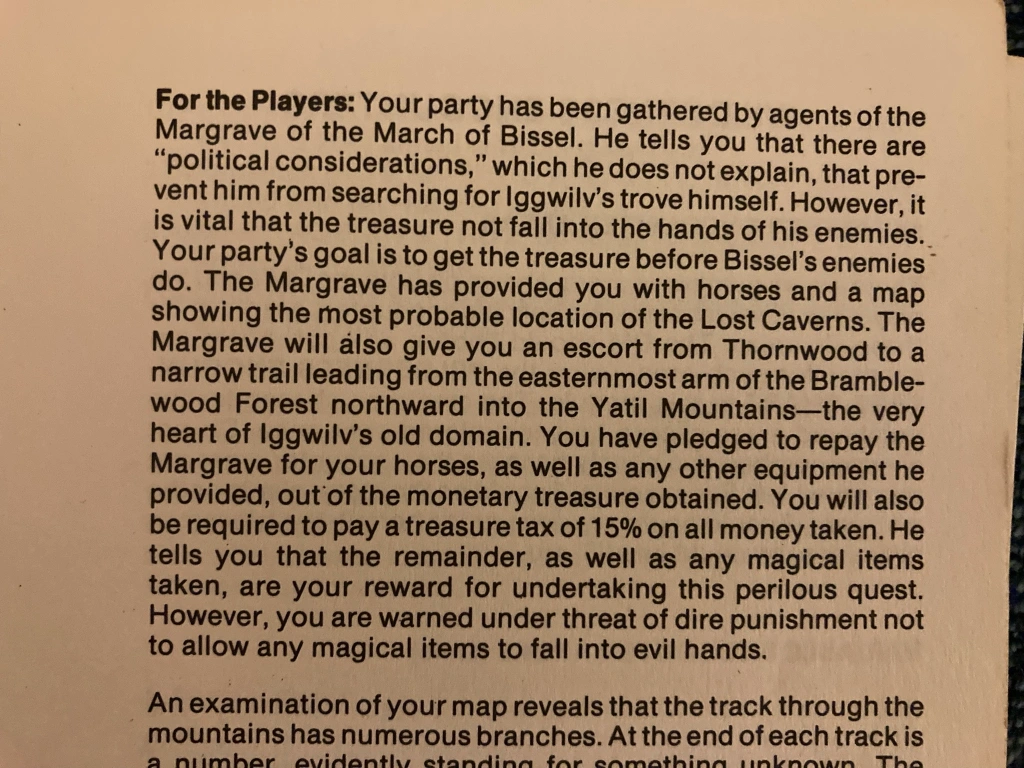 For the Players: Your party has been gathered by agents of the
Margrave of the March of Bissel. He tells you that there are
“political considerations,” which he does not explain, that pre-
vent him from searching for Iggwilv’s trove himself. However, it
is vital that the treasure not fall into the hands of his enemies.
Your party’s goal is to get the treasure before Bissel’s enemies
do. The Margrave has provided you with horses and a map
showing the most probable location of the Lost Caverns. The
Margrave will also give you an escort from Thornwood to a
narrow trail leading from the easternmost arm of the Bramble-
wood Forest northward into the Yatil Mountains—the very
heart of Iggwilv’s old domain. You have pledged to repay the
Margrave for your horses, as well as any other equipment he
provided, out of the monetary treasure obtained. You will also
be required to pay a treasure tax of 15% on all money taken. He
tells you that the remainder, as well as any magical items
taken, are your reward for undertaking this perilous quest.
However, you are warned under threat of dire punishment not
to allow any magical items to fall into evil hands.
An examination of your map reveals that the track through the
mountains has numerous branches. At the end of each track is
a number, evidently standing for something unknown. The